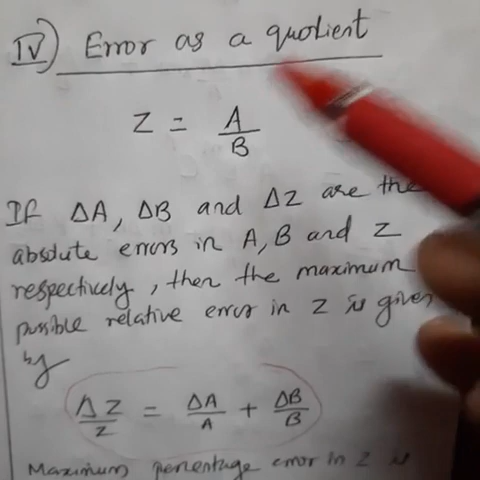 IV) Error as a quotient
Z = A/B
If ΔA, ΔB and ΔZ are the
absolute errors in A, B and Z
respectively, then the maximum
possible relative error in Z is given
by
ΔZ/Z = ΔA/A + ΔB/B
Maximum percentage error in Z is